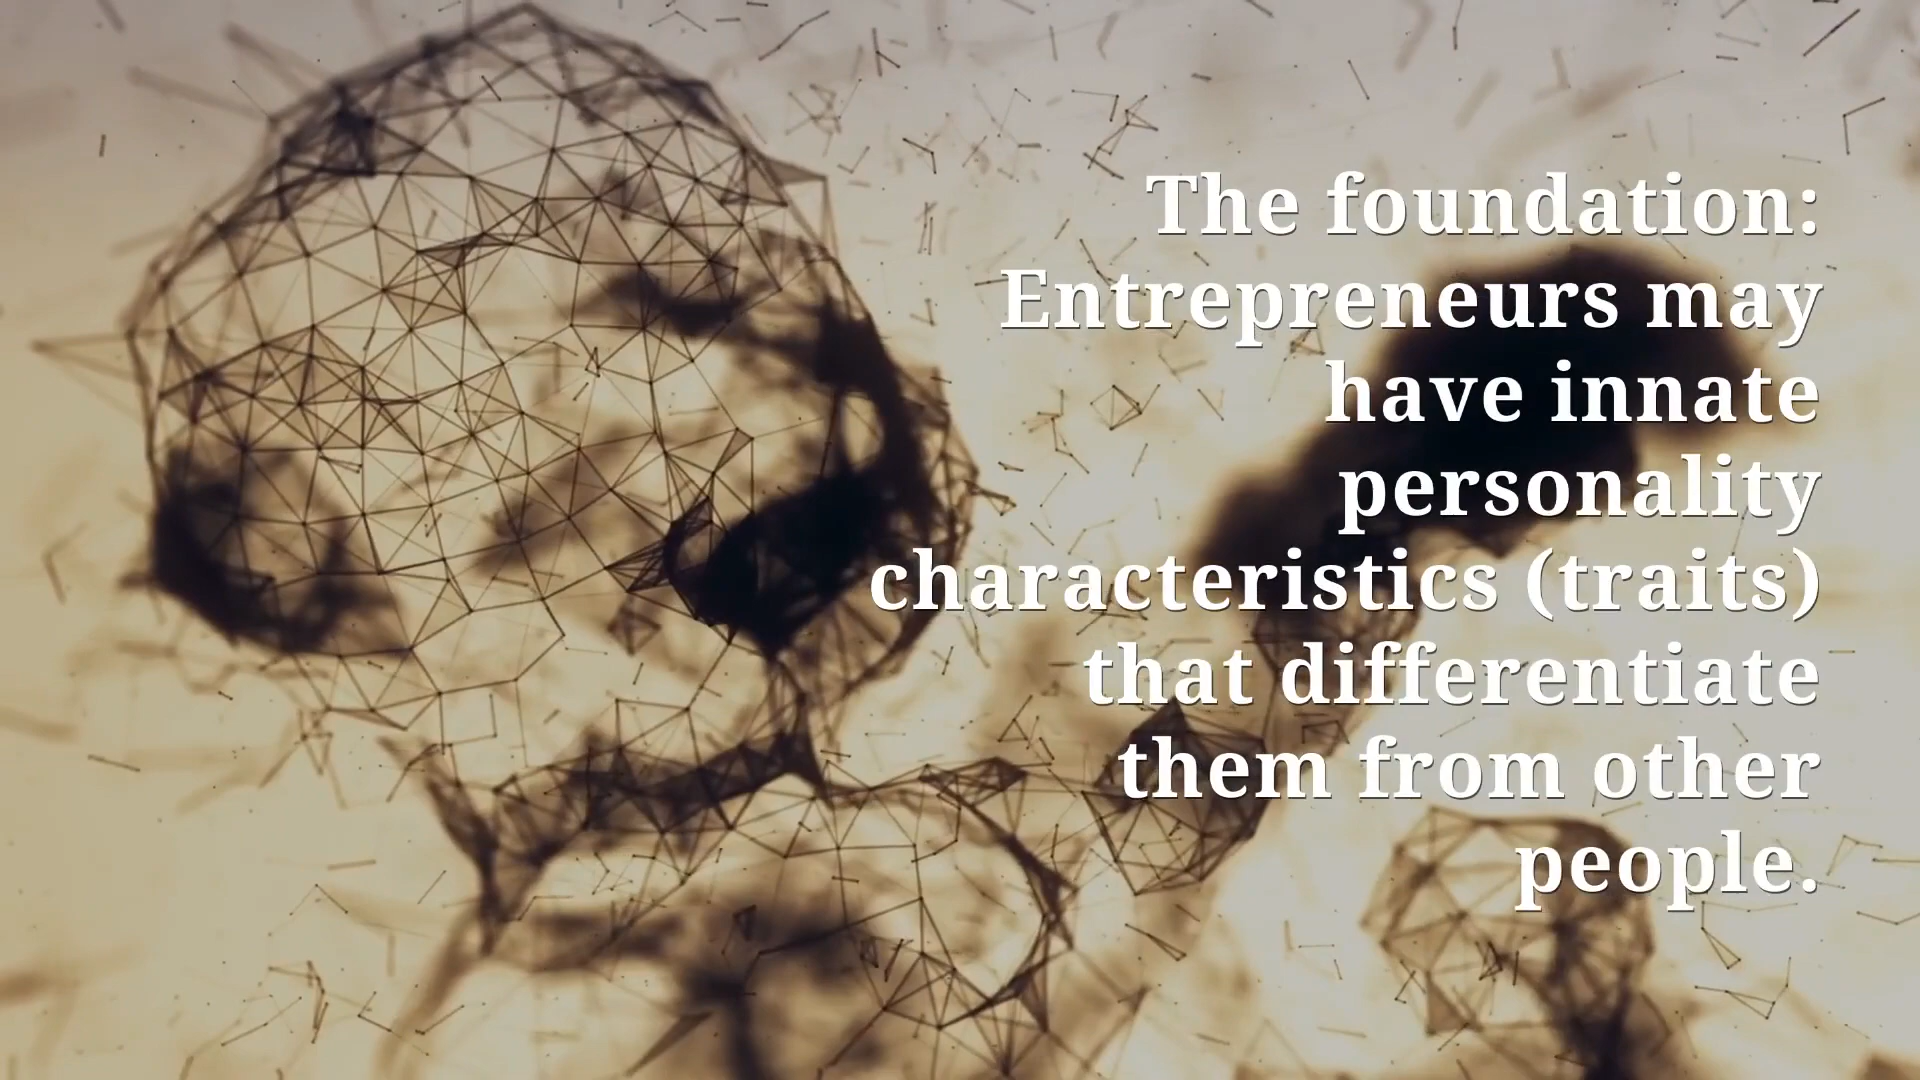 The foundation:
Entrepreneurs may
have innate
personality
characteristics (traits)
that differentiate
them from other
people.